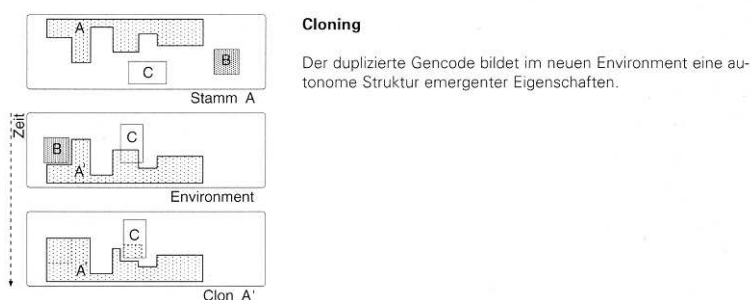 A
B
C
Stamm A
Zeit
B
C
A'
Environment
C
A'
Clon A'
Cloning
Der duplizierte Gencode bildet im neuen Environment eine au-
tonome Struktur emergenter Eigenschaften.